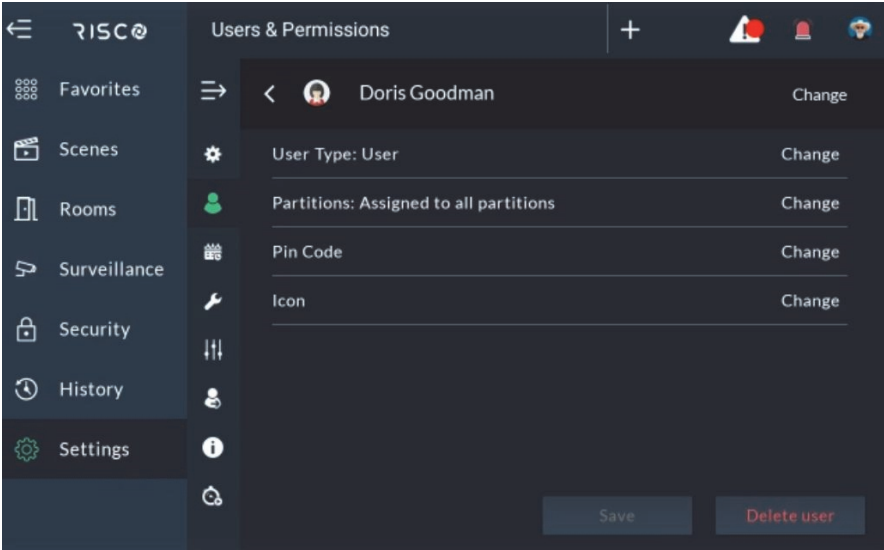 RISCO
Users & Permissions
+
Favorites
Scenes
Rooms
Surveillance
Security
History
Settings
Doris Goodman
Change
User Type: User
Change
Partitions: Assigned to all partitions
Change
Pin Code
Change
Icon
Change
Save
Delete user